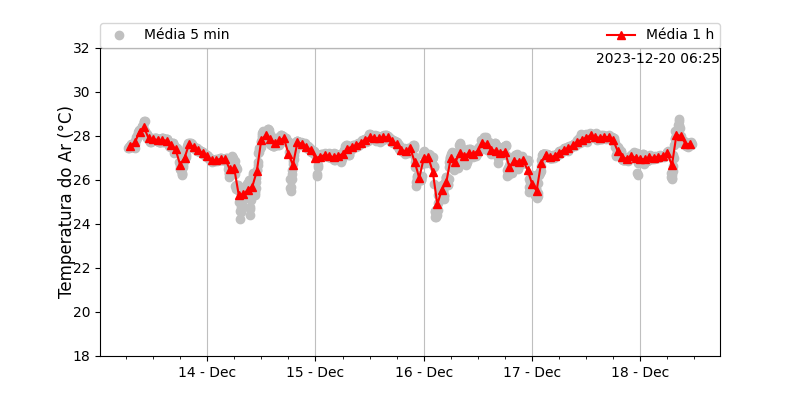 Média 5 min
Média 1 h
2023-12-20 06:25
Temperatura do Ar (°C)
32
30
28
26
24
22
20
18
14 - Dec
15 - Dec
16 - Dec
17 - Dec
18 - Dec